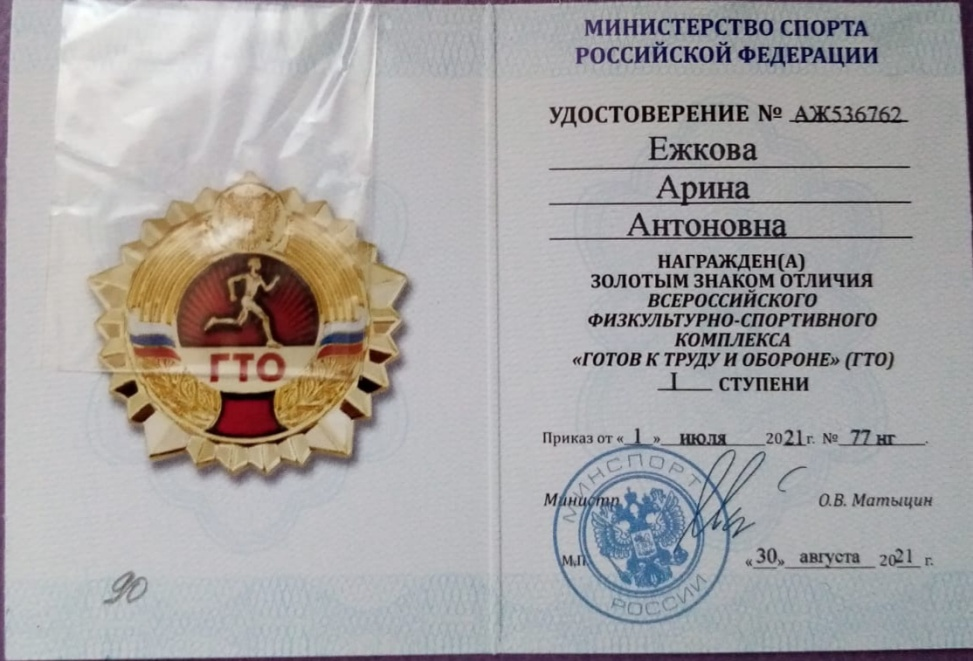 ГТО
90
МИНИСТЕРСТВО СПОРТА
РОССИЙСКОЙ ФЕДЕРАЦИИ
УДОСТОВЕРЕНИЕ № АЖ536762
Ежкова
Арина
Антоновна
НАГРАЖДЕН(А)
ЗОЛОТЫМ ЗНАКОМ ОТЛИЧИЯ
ВСЕРОССИЙСКОГО
ФИЗКУЛЬТУРНО-СПОРТИВНОГО
КОМПЛЕКСА
«ГОТОВ К ТРУДУ И ОБОРОНЕ» (ГТО)
I СТУПЕНИ
Приказ от « 1 » июля 2021 г. № 77 нг.
МИНСПОРТ
Министр О.В. Матыцин
М.П. «30» августа 2021 г.
РОССИИ